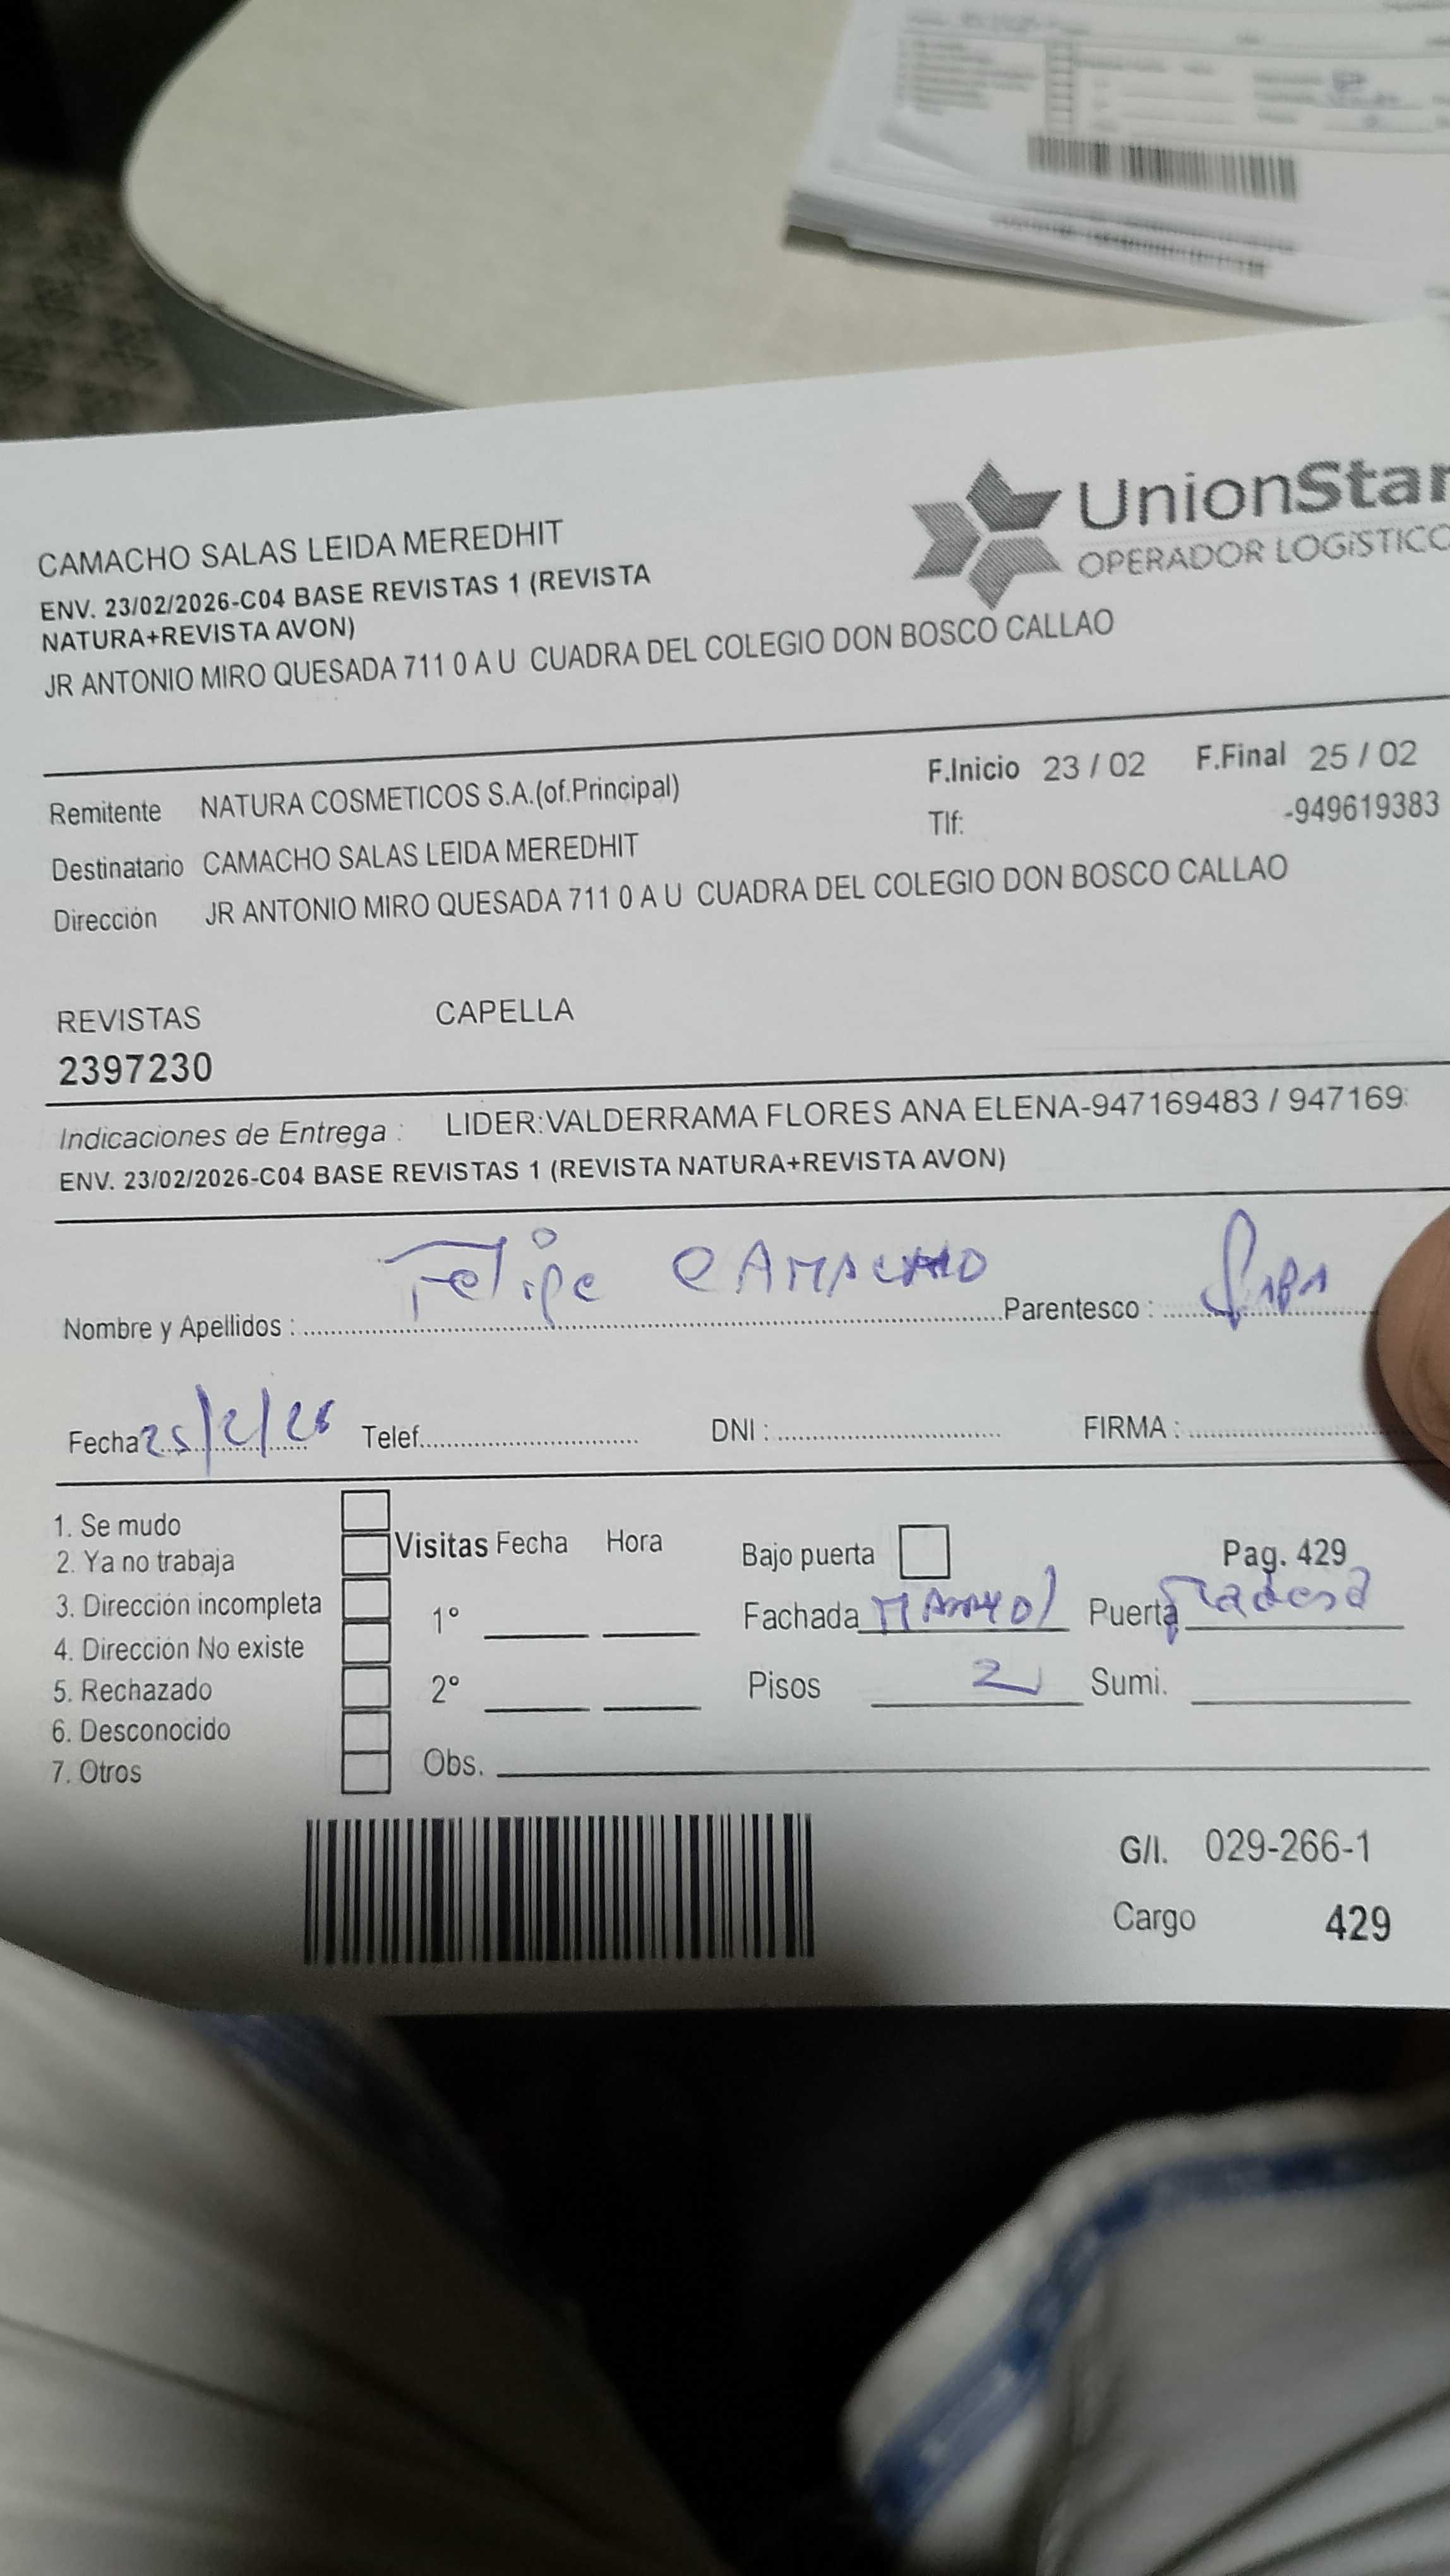 UnionStar
OPERADOR LOGíSTICO
CAMACHO SALAS LEIDA MEREDHIT
ENV. 23/02/2026-C04 BASE REVISTAS 1 (REVISTA
NATURA+REVISTA AVON)
JR ANTONIO MIRO QUESADA 711 0 A U CUADRA DEL COLEGIO DON BOSCO CALLAO
Remitente NATURA COSMETICOS S.A.(of.Principal) F.Inicio 23 / 02 F.Final 25 / 02
Destinatario CAMACHO SALAS LEIDA MEREDHIT Tlf: -949619383
Dirección JR ANTONIO MIRO QUESADA 711 0 A U CUADRA DEL COLEGIO DON BOSCO CALLAO
REVISTAS CAPELLA
2397230
Indicaciones de Entrega : LIDER:VALDERRAMA FLORES ANA ELENA-947169483 / 947169
ENV. 23/02/2026-C04 BASE REVISTAS 1 (REVISTA NATURA+REVISTA AVON)
Nombre y Apellidos : Felipe CAMACHO Parentesco : PAPA
Fecha 25/2/26 Telef. DNI : FIRMA :
1. Se mudo
2. Ya no trabaja
3. Dirección incompleta
4. Dirección No existe
5. Rechazado
6. Desconocido
7. Otros
Visitas Fecha Hora
1°
2°
Obs.
Bajo puerta Pag. 429
Fachada Puerta
Pisos 2 Sumi.
G/I. 029-266-1
Cargo 429